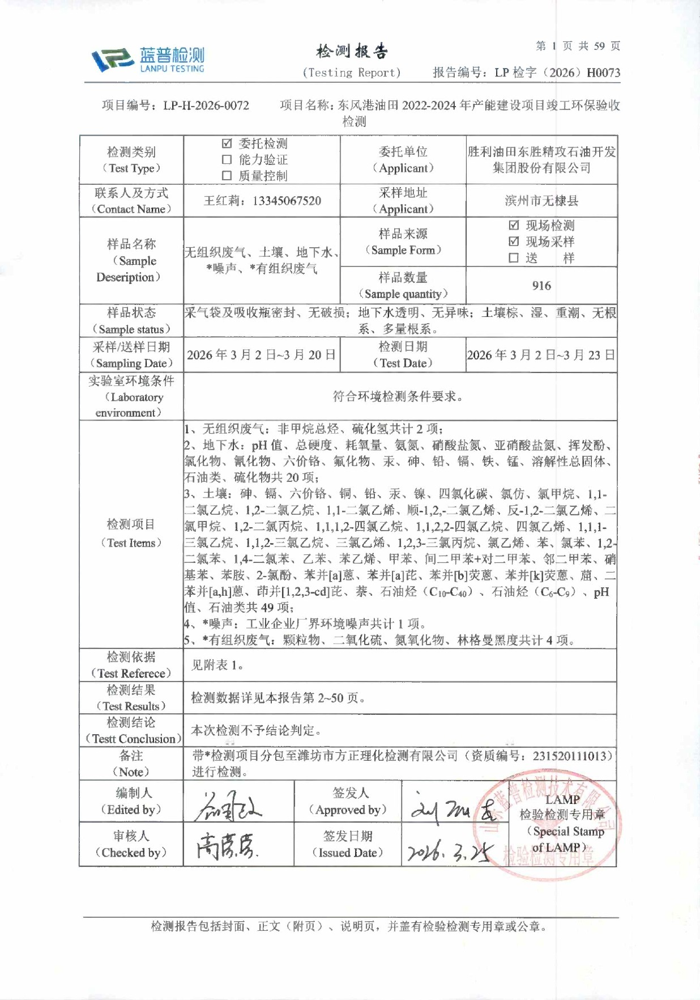 蓝普检测
LANPU TESTING
检测报告
(Testing Report)
第 1 页 共 59 页
报告编号：LP 检字（2026）H0073
项目编号：LP-H-2026-0072 项目名称：东风港油田 2022-2024 年产能建设项目竣工环保验收
检测
检测类别
（Test Type）
☑ 委托检测
☐ 能力验证
☐ 质量控制
委托单位
（Applicant）
胜利油田东胜精攻石油开发
集团股份有限公司
联系人及方式
（Contact Name）
王红莉：13345067520
采样地址
（Applicant）
滨州市无棣县
样品名称
（Sample
Deseription）
无组织废气、土壤、地下水、
*噪声、*有组织废气
样品来源
（Sample Form）
☑ 现场检测
☑ 现场采样
☐ 送 样
样品数量
（Sample quantity）
916
样品状态
（Sample status）
采气袋及吸收瓶密封、无破损；地下水透明、无异味；土壤棕、湿、重潮、无根
系、多量根系。
采样/送样日期
（Sampling Date）
2026 年 3 月 2 日~3 月 20 日
检测日期
（Test Date）
2026 年 3 月 2 日~3 月 23 日
实验室环境条件
（Laboratory
environment）
符合环境检测条件要求。
检测项目
（Test Items）
1、无组织废气：非甲烷总烃、硫化氢共计 2 项；
2、地下水：pH 值、总硬度、耗氧量、氨氮、硝酸盐氮、亚硝酸盐氮、挥发酚、
氯化物、氰化物、六价铬、氟化物、汞、砷、铅、镉、铁、锰、溶解性总固体、
石油类、硫化物共 20 项；
3、土壤：砷、镉、六价铬、铜、铅、汞、镍、四氯化碳、氯仿、氯甲烷、1,1-
二氯乙烷、1,2-二氯乙烷、1,1-二氯乙烯、顺-1,2,-二氯乙烯、反-1,2-二氯乙烯、二
氯甲烷、1,2-二氯丙烷、1,1,1,2-四氯乙烷、1,1,2,2-四氯乙烷、四氯乙烯、1,1,1-
三氯乙烷、1,1,2-三氯乙烷、三氯乙烯、1,2,3-三氯丙烷、氯乙烯、苯、氯苯、1,2-
二氯苯、1,4-二氯苯、乙苯、苯乙烯、甲苯、间二甲苯+对二甲苯、邻二甲苯、硝
基苯、苯胺、2-氯酚、苯并[a]蒽、苯并[a]芘、苯并[b]荧蒽、苯并[k]荧蒽、䓛、二
苯并[a,h]蒽、茚并[1,2,3-cd]芘、萘、石油烃（C10-C40）、石油烃（C6-C9）、pH
值、石油类共 49 项；
4、*噪声：工业企业厂界环境噪声共计 1 项。
5、*有组织废气：颗粒物、二氧化硫、氮氧化物、林格曼黑度共计 4 项。
检测依据
（Test Referece）
见附表 1。
检测结果
（Test Results）
检测数据详见本报告第 2~50 页。
检测结论
（Testt Conclusion）
本次检测不予结论判定。
备注
（Note）
带*检测项目分包至潍坊市方正理化检测有限公司（资质编号：231520111013）
进行检测。
编制人
（Edited by）
签发人
（Approved by）
LAMP
检验检测专用章
（Special Stamp
of LAMP）
审核人
（Checked by）
签发日期
（Issued Date）
2026.3.25
山东蓝普检测技术有限公司
检验检测专用章
检测报告包括封面、正文（附页）、说明页，并盖有检验检测专用章或公章。